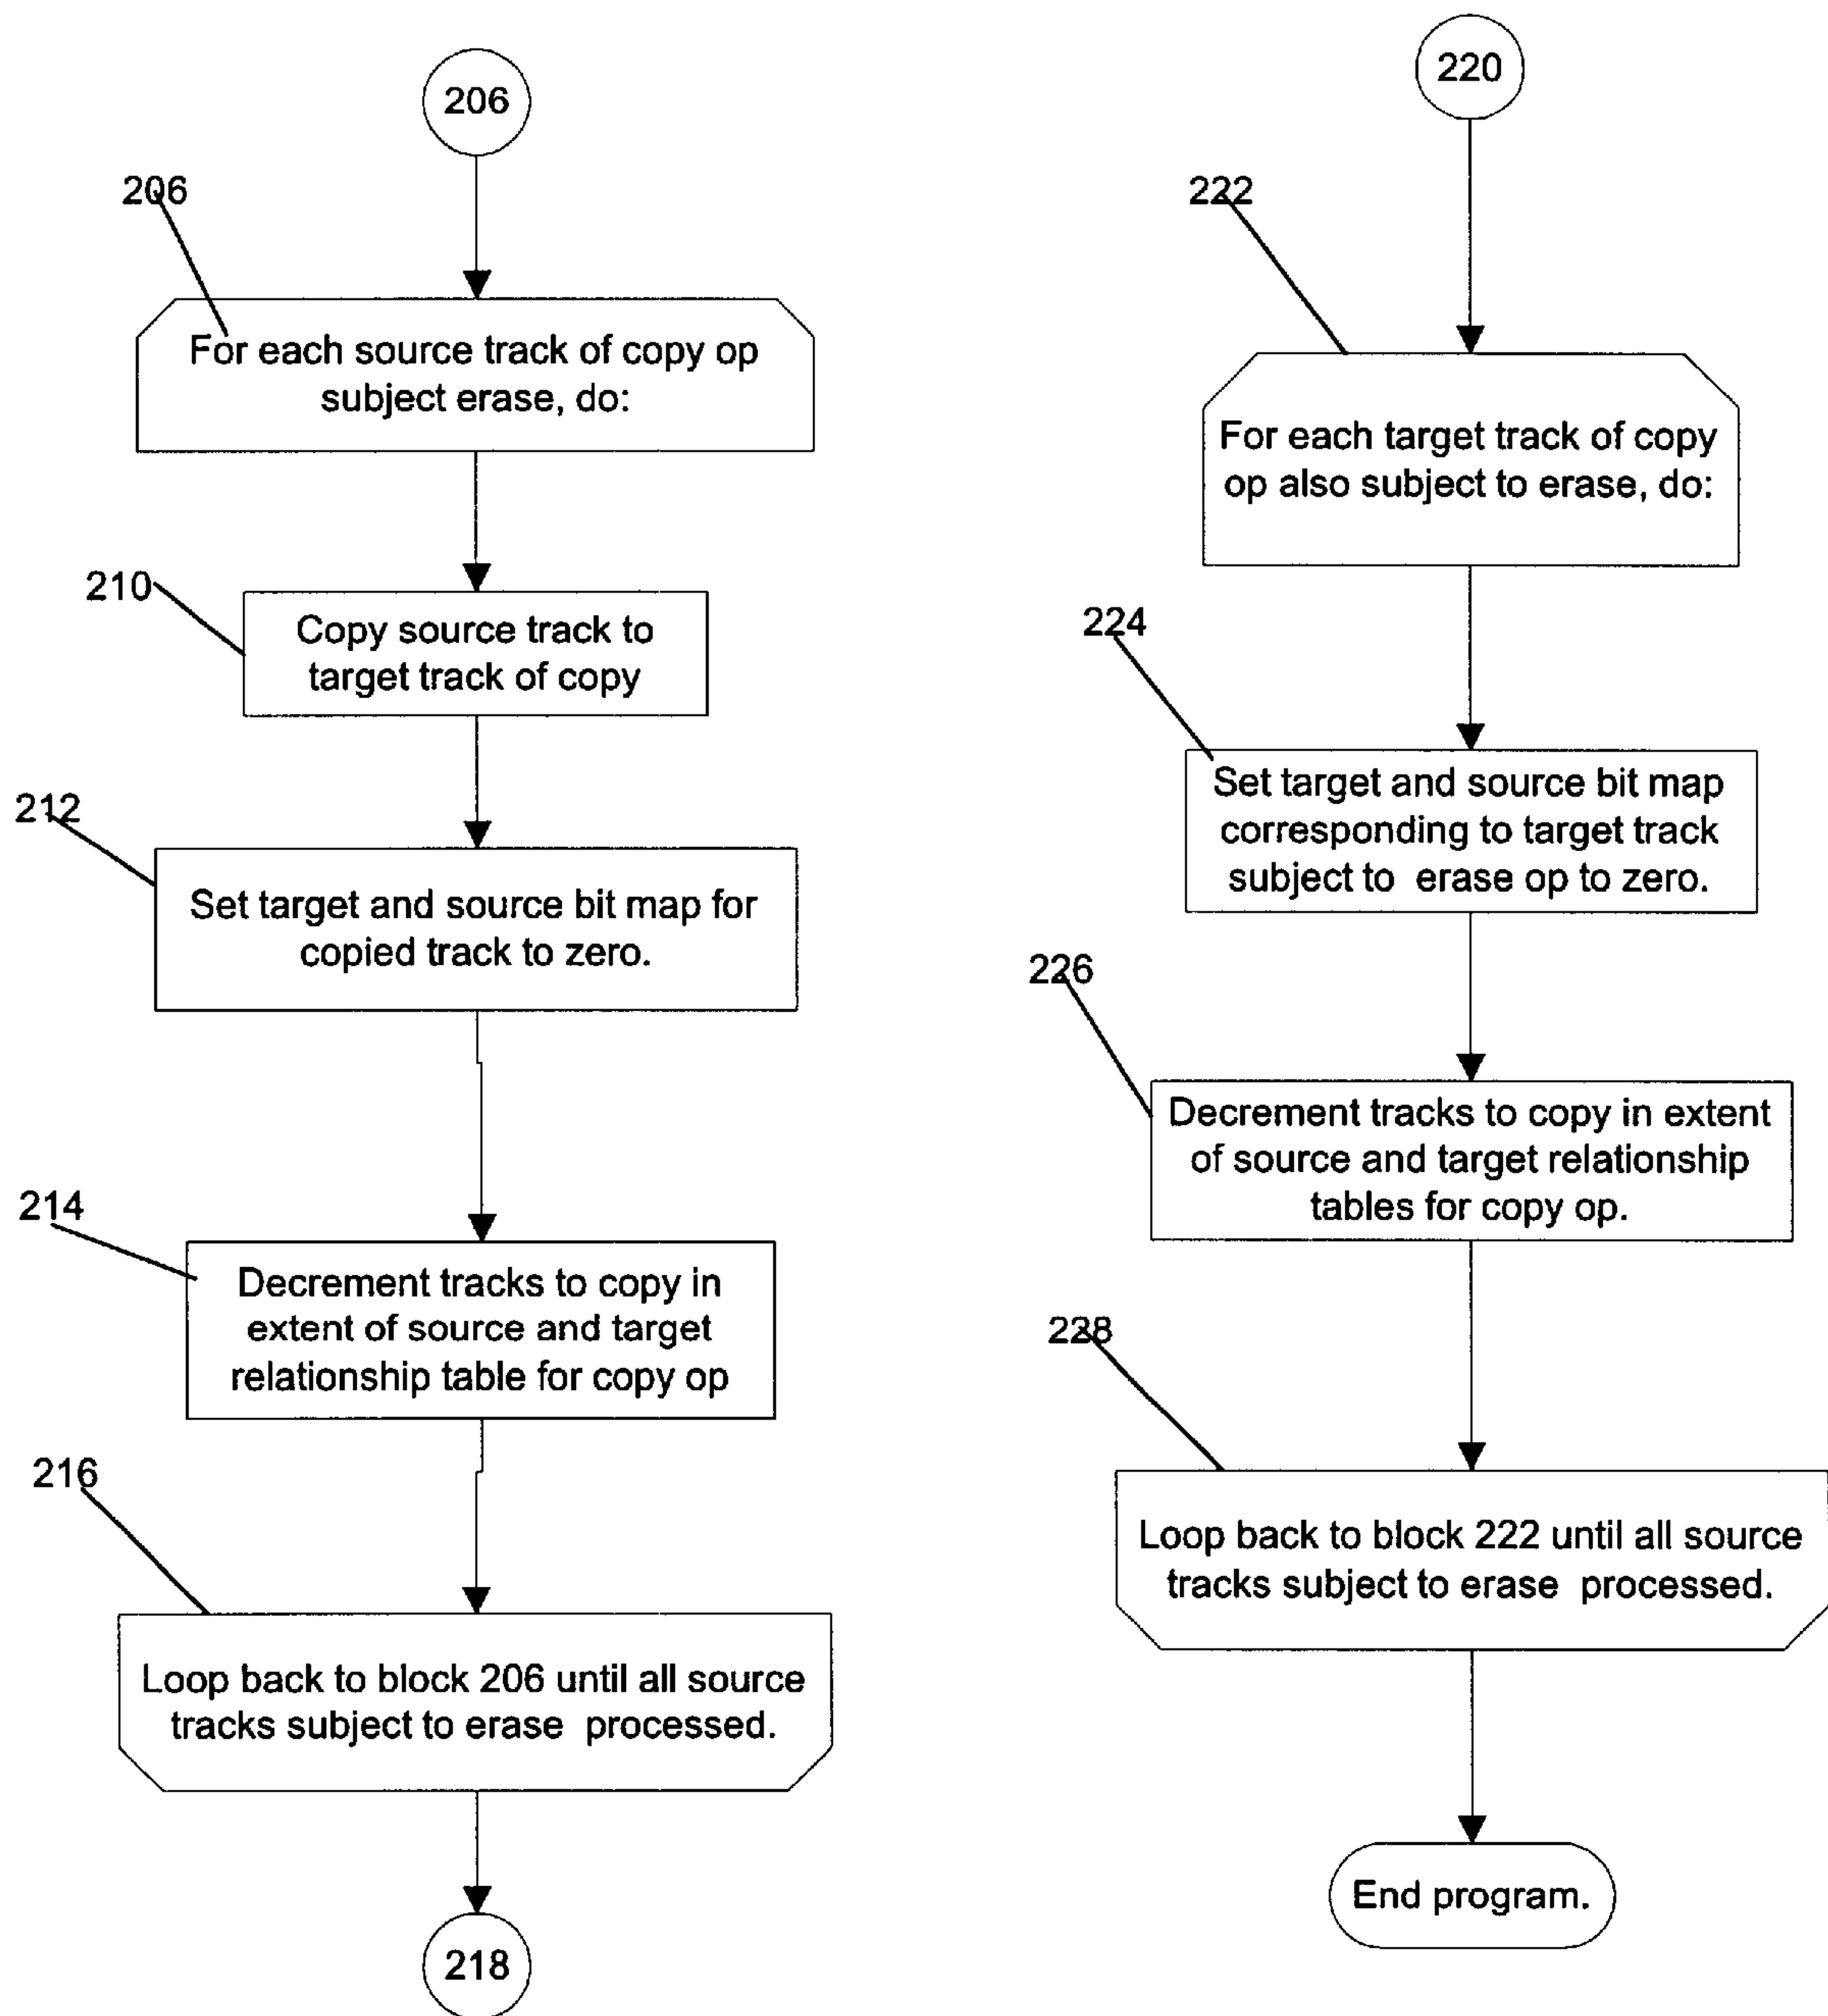 206
206
For each source track of copy op
subject erase, do:
210
Copy source track to
target track of copy
212
Set target and source bit map for
copied track to zero.
214
Decrement tracks to copy in
extent of source and target
relationship table for copy op
216
Loop back to block 206 until all source
tracks subject to erase processed.
218
220
222
For each target track of copy
op also subject to erase, do:
224
Set target and source bit map
corresponding to target track
subject to erase op to zero.
226
Decrement tracks to copy in extent
of source and target relationship
tables for copy op.
228
Loop back to block 222 until all source
tracks subject to erase processed.
End program.